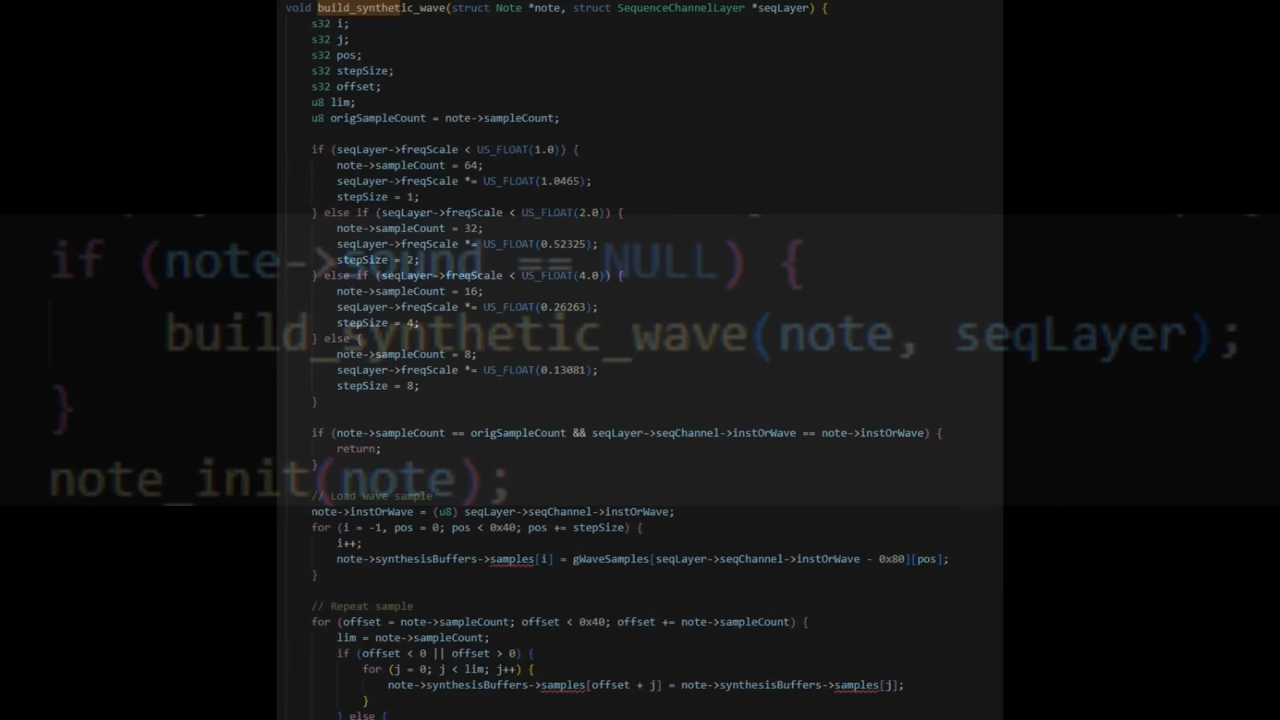 void build_synthetic_wave(struct Note *note, struct SequenceChannelLayer *seqLayer) {
s32 i;
s32 j;
s32 pos;
s32 stepSize;
s32 offset;
u8 lim;
u8 origSampleCount = note->sampleCount;
if (seqLayer->freqScale < US_FLOAT(1.0)) {
note->sampleCount = 64;
seqLayer->freqScale *= US_FLOAT(1.0465);
stepSize = 1;
} else if (seqLayer->freqScale < US_FLOAT(2.0)) {
note->sampleCount = 32;
seqLayer->freqScale *= US_FLOAT(0.52325);
stepSize = 2;
} else if (seqLayer->freqScale < US_FLOAT(4.0)) {
note->sampleCount = 16;
seqLayer->freqScale *= US_FLOAT(0.26263);
stepSize = 4;
} else {
note->sampleCount = 8;
seqLayer->freqScale *= US_FLOAT(0.13081);
stepSize = 8;
}
if (note->sampleCount == origSampleCount && seqLayer->seqChannel->instOrWave == note->instOrWave) {
return;
}
// Load wave sample
note->instOrWave = (u8) seqLayer->seqChannel->instOrWave;
for (i = -1, pos = 0; pos < 0x40; pos += stepSize) {
i++;
note->synthesisBuffers->samples[i] = gWaveSamples[seqLayer->seqChannel->instOrWave - 0x80][pos];
}
// Repeat sample
for (offset = note->sampleCount; offset < 0x40; offset += note->sampleCount) {
lim = note->sampleCount;
if (offset < 0 || offset > 0) {
for (j = 0; j < lim; j++) {
note->synthesisBuffers->samples[offset + j] = note->synthesisBuffers->samples[j];
}
} else {
if (note->sound == NULL) {
build_synthetic_wave(note, seqLayer);
}
note_init(note);